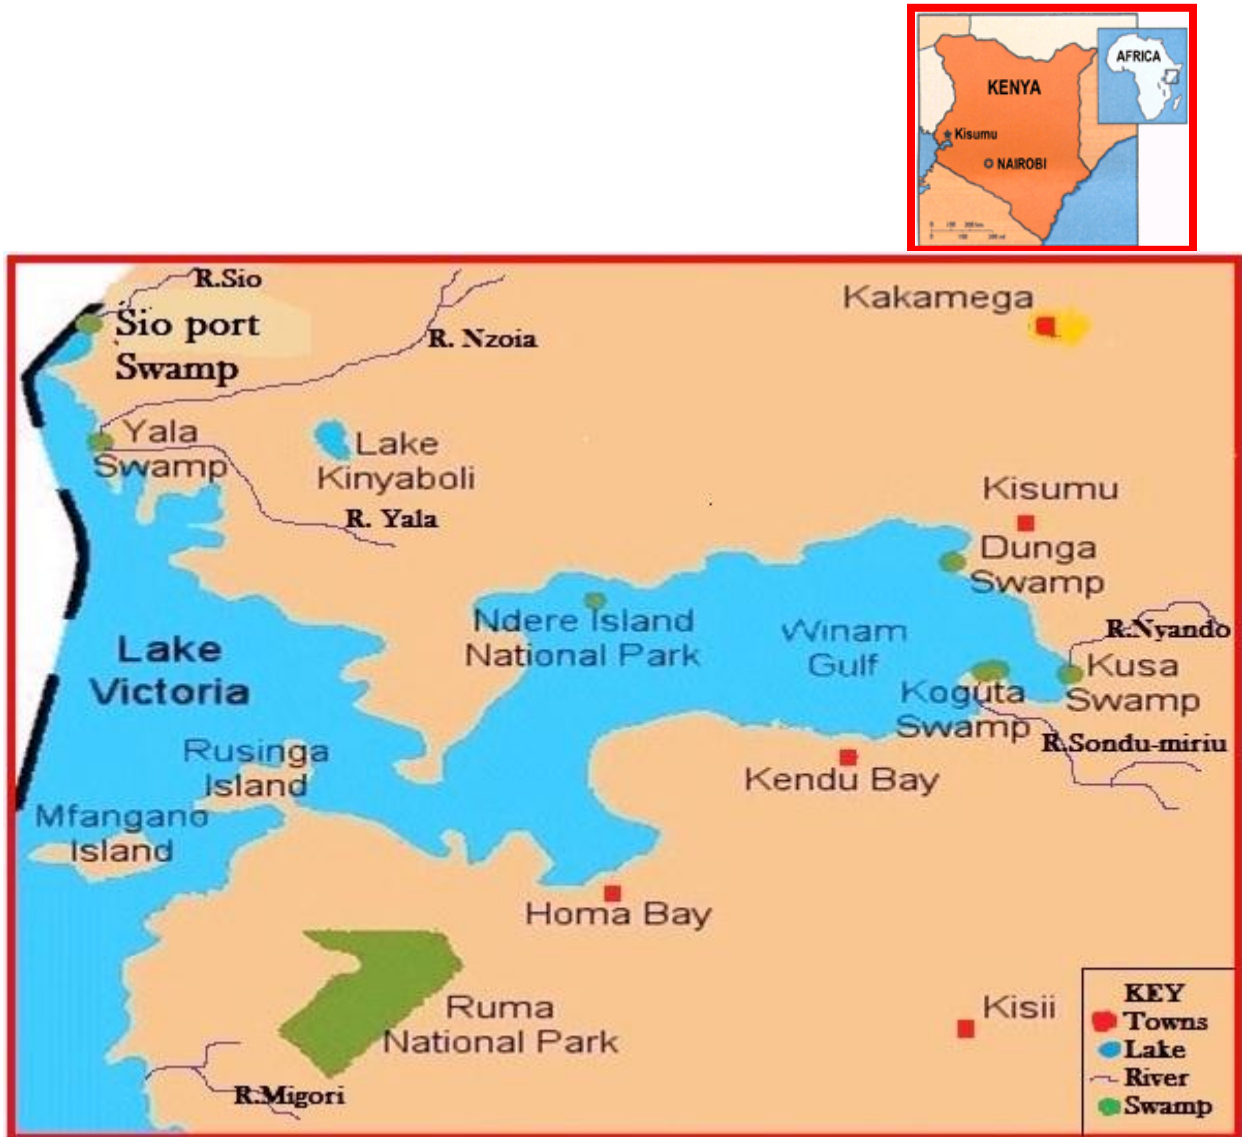 AFRICA
KENYA
Kisumu
NAIROBI
R.Sio
Kakamega
Sio port
Swamp
R. Nzoia
Yala
Swamp
Lake
Kinyaboli
Kisumu
R. Yala
Dunga
Swamp
Ndere Island
National Park
Winam
Gulf
R.Nyando
Kusa
Swamp
Lake
Victoria
Koguta
Swamp
R.Sondu-miriu
Rusinga
Island
Kendu Bay
Mfangano
Island
Homa Bay
Ruma
National Park
Kisii
KEY
Towns
Lake
River
Swamp
R.Migori